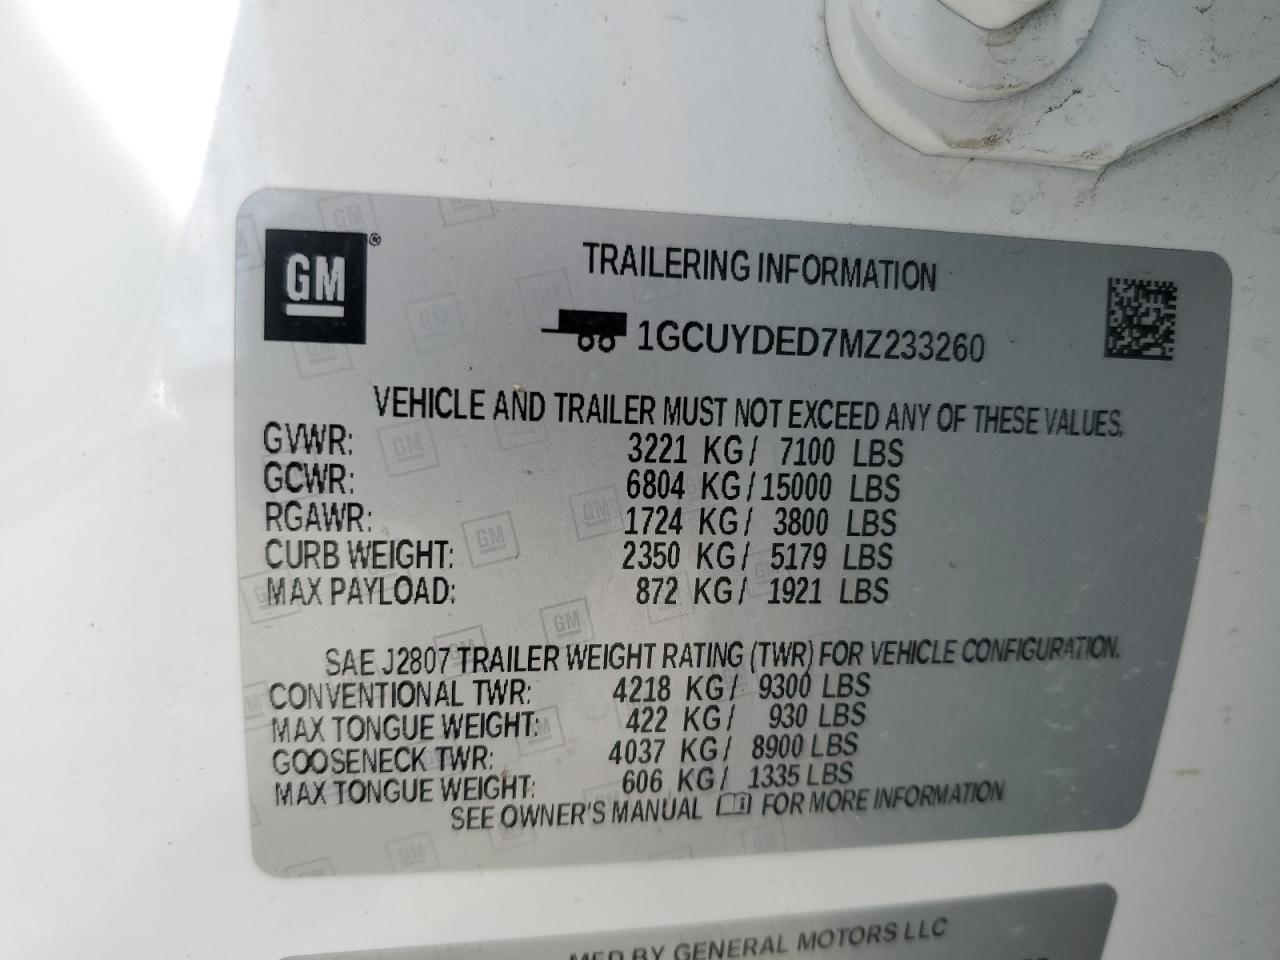 GM®
TRAILERING INFORMATION
1GCUYDED7MZ233260
VEHICLE AND TRAILER MUST NOT EXCEED ANY OF THESE VALUES.
GVWR: 3221 KG/ 7100 LBS
GCWR: 6804 KG/15000 LBS
RGAWR: 1724 KG/ 3800 LBS
CURB WEIGHT: 2350 KG/ 5179 LBS
MAX PAYLOAD: 872 KG/ 1921 LBS
SAE J2807 TRAILER WEIGHT RATING (TWR) FOR VEHICLE CONFIGURATION.
CONVENTIONAL TWR: 4218 KG/ 9300 LBS
MAX TONGUE WEIGHT: 422 KG/ 930 LBS
GOOSENECK TWR: 4037 KG/ 8900 LBS
MAX TONGUE WEIGHT: 606 KG/ 1335 LBS
SEE OWNER'S MANUAL FOR MORE INFORMATION
MFD BY GENERAL MOTORS LLC